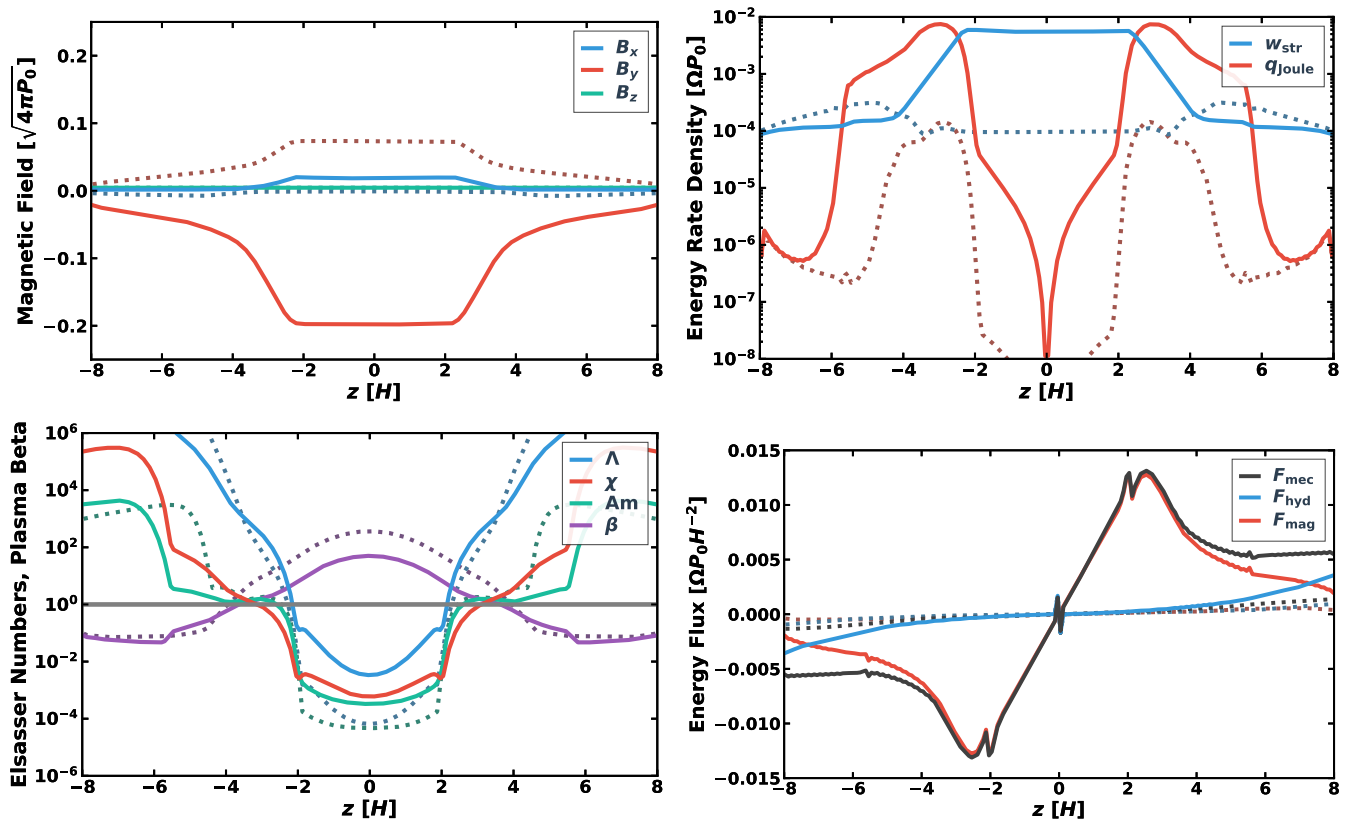 Magnetic Field [√4πP₀]
0.2
0.1
0.0
−0.1
−0.2
Bₓ
B_y
B_z
−8 −6 −4 −2 0 2 4 6 8
z [H]
Energy Rate Density [ΩP₀]
10⁻²
10⁻³
10⁻⁴
10⁻⁵
10⁻⁶
10⁻⁷
10⁻⁸
w_str
q_Joule
−8 −6 −4 −2 0 2 4 6 8
z [H]
Elsasser Numbers, Plasma Beta
10⁶
10⁴
10²
10⁰
10⁻²
10⁻⁴
10⁻⁶
Λ
χ
Am
β
−8 −6 −4 −2 0 2 4 6 8
z [H]
Energy Flux [ΩP₀H⁻²]
0.015
0.010
0.005
0.000
−0.005
−0.010
−0.015
F_mec
F_hyd
F_mag
−8 −6 −4 −2 0 2 4 6 8
z [H]